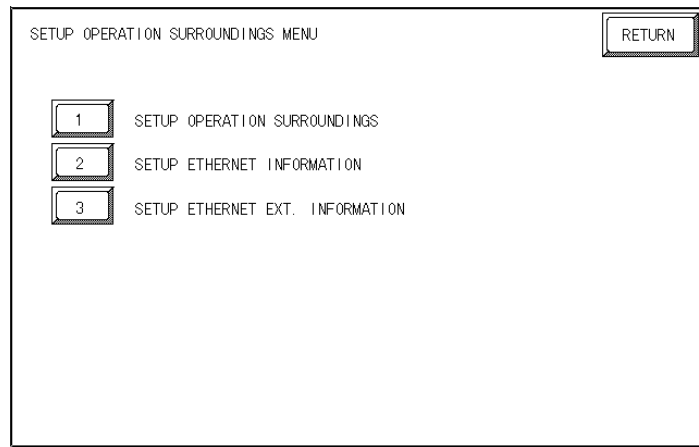 SETUP OPERATION SURROUNDINGS MENU
RETURN
1 SETUP OPERATION SURROUNDINGS
2 SETUP ETHERNET INFORMATION
3 SETUP ETHERNET EXT. INFORMATION